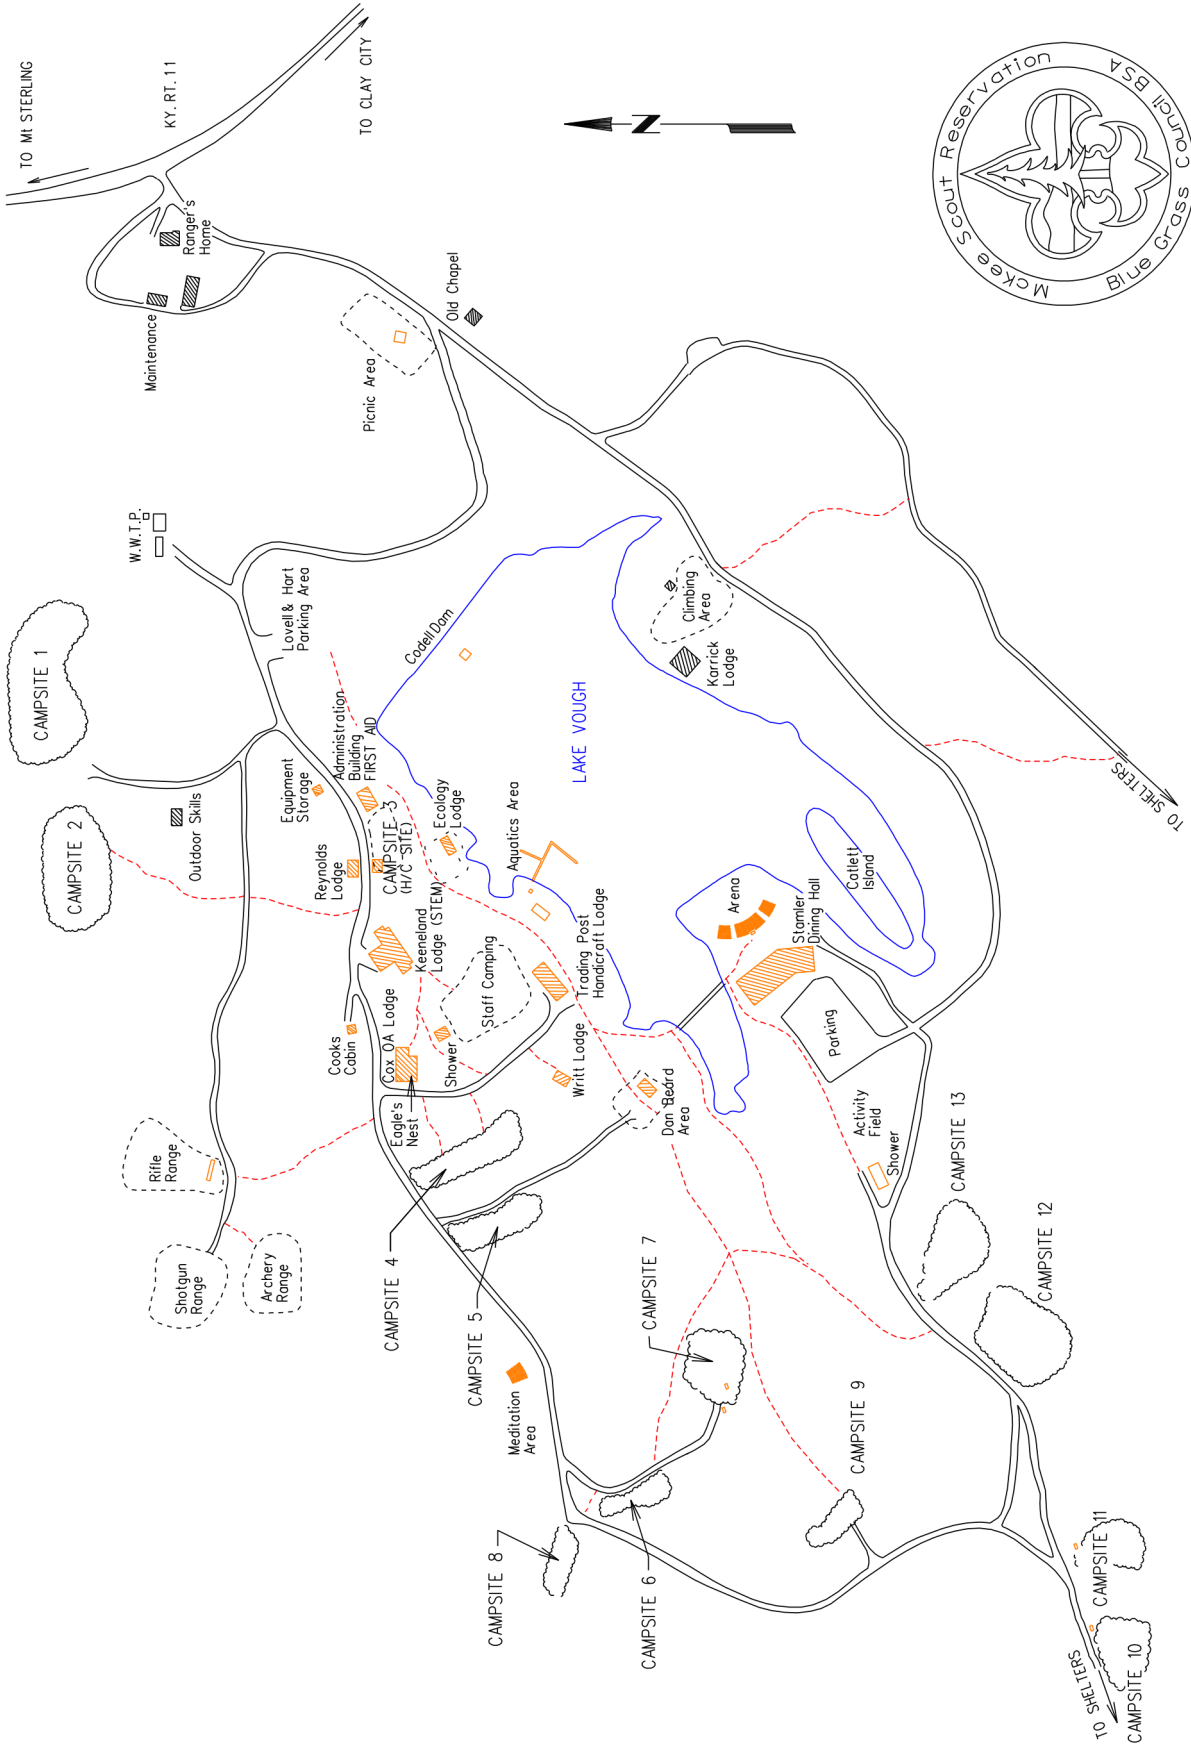 TO Mt STERLING
KY. RT. 11
TO CLAY CITY
N
McKee Scout Reservation
Blue Grass Council BSA
Ranger's
Home
Maintenance
Old Chapel
Picnic Area
W.W.T.P.
CAMPSITE 1
Lovell & Hart
Parking Area
Codell Dam
Climbing
Area
Karrick
Lodge
LAKE VOUGH
Administration
Building
FIRST AID
Equipment
Storage
CAMPSITE 2
Outdoor Skills
Reynolds
Lodge
CAMPSITE 3
(H/C SITE)
Ecology
Lodge
Aquatics Area
TO SHELTERS
Catlett
Island
Arena
Stamler
Dining Hall
Keeneland
Lodge (STEM)
Trading Post
Handicraft Lodge
Staff Camping
Cox OA Lodge
Cooks
Cabin
Shower
Writt Lodge
Parking
Eagle's
Nest
Dan Beard
Area
Activity
Field
Shower
Rifle
Range
CAMPSITE 13
CAMPSITE 12
Shotgun
Range
Archery
Range
CAMPSITE 4
CAMPSITE 5
CAMPSITE 7
Meditation
Area
CAMPSITE 9
CAMPSITE 8
CAMPSITE 6
CAMPSITE 11
CAMPSITE 10
TO SHELTERS